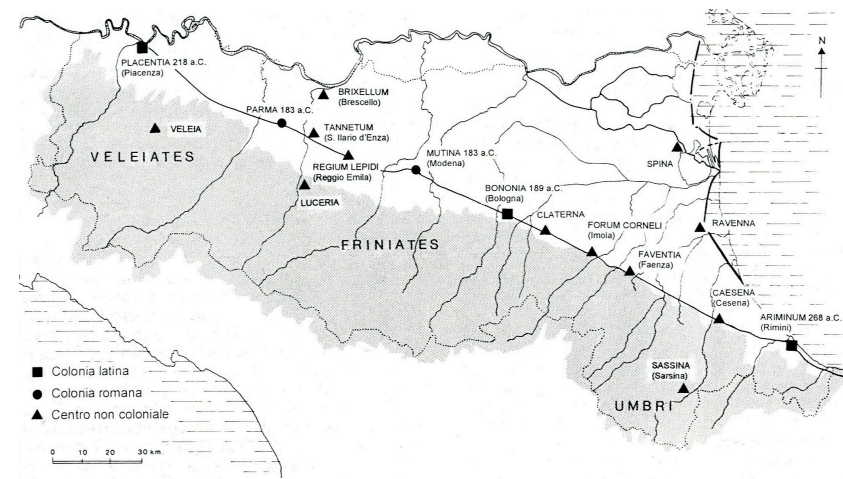 N
PLACENTIA 218 a.C.
(Piacenza)
BRIXELLUM
(Brescello)
PARMA 183 a.C.
VELEIA
TANNETUM
(S. Ilario d'Enza)
VELEIATES
REGIUM LEPIDI
(Reggio Emila)
MUTINA 183 a.C.
(Modena)
SPINA
LUCERIA
BONONIA 189 a.C.
(Bologna)
CLATERNA
FORUM CORNELI
(Imola)
RAVENNA
FRINIATES
FAVENTIA
(Faenza)
CAESENA
(Cesena)
ARIMINUM 268 a.C.
(Rimini)
SASSINA
(Sarsina)
UMBRI
Colonia latina
Colonia romana
Centro non coloniale
0 10 20 30 km